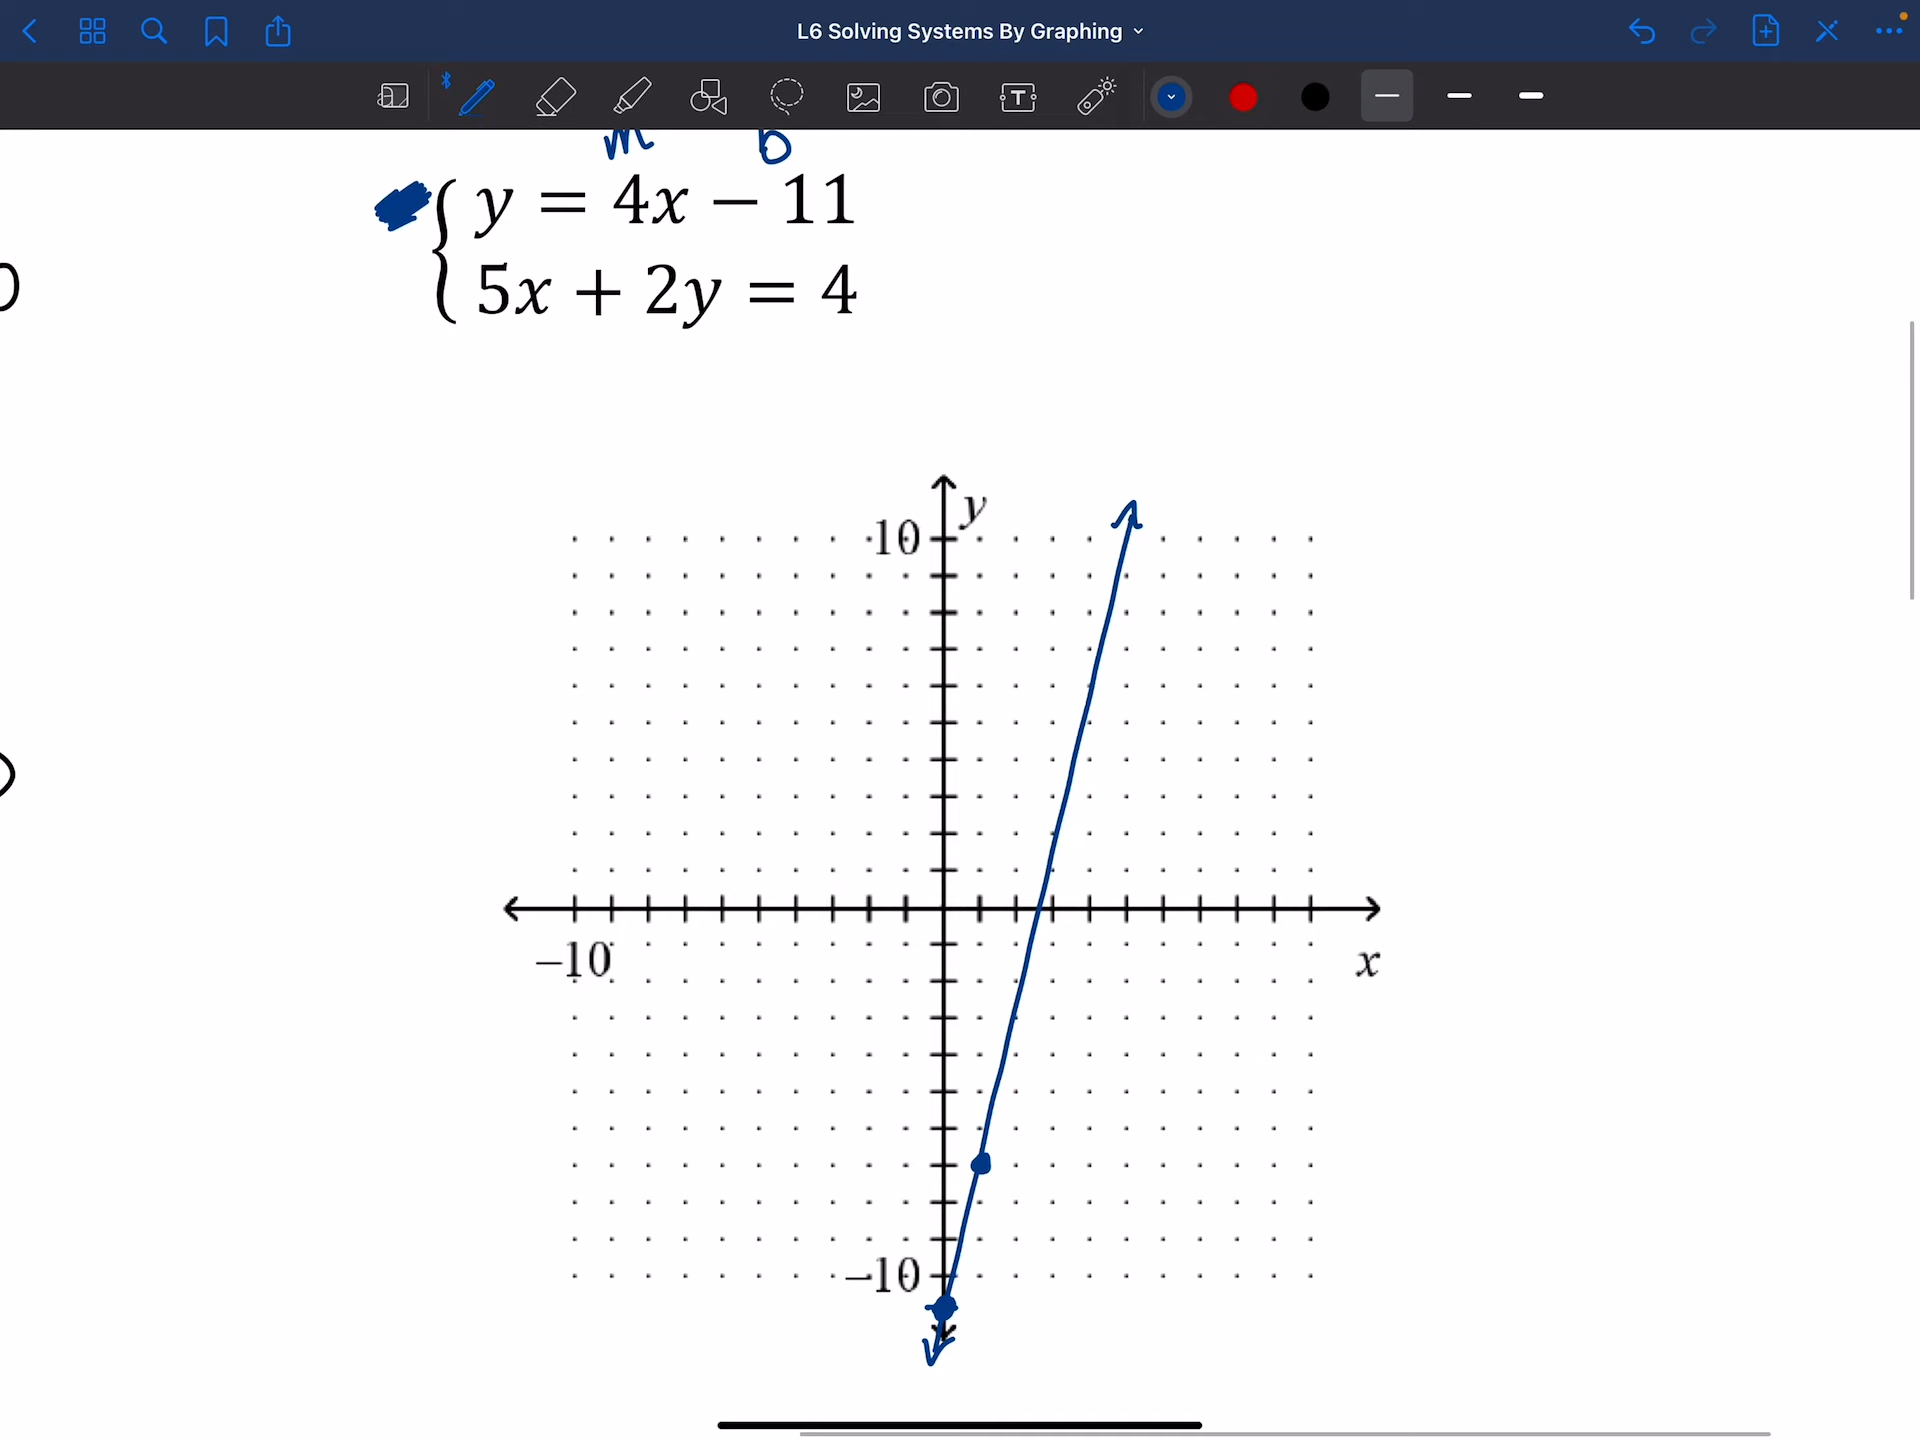 L6 Solving Systems By Graphing
T
m b
y = 4x − 11
5x + 2y = 4
y
10
−10
x
−10